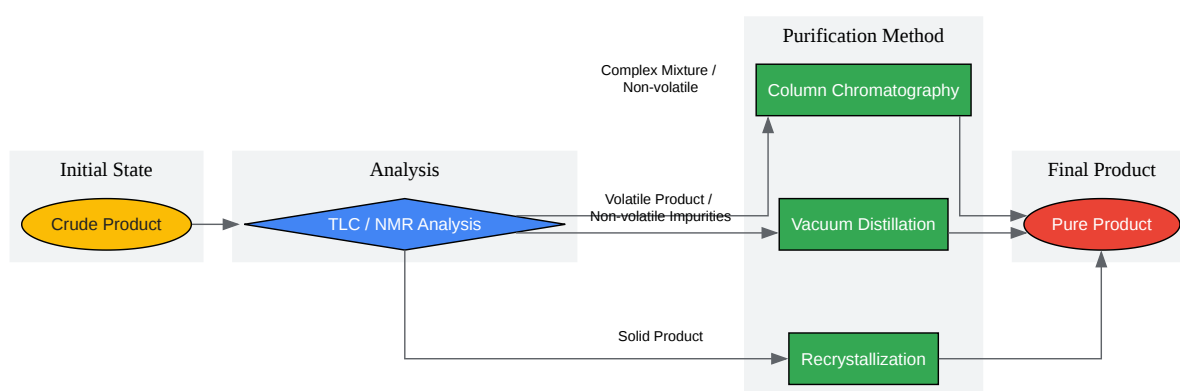 Purification Method
Complex Mixture /
Non-volatile
Column Chromatography
Initial State
Analysis
Final Product
Crude Product
TLC / NMR Analysis
Volatile Product /
Non-volatile Impurities
Vacuum Distillation
Pure Product
Solid Product
Recrystallization